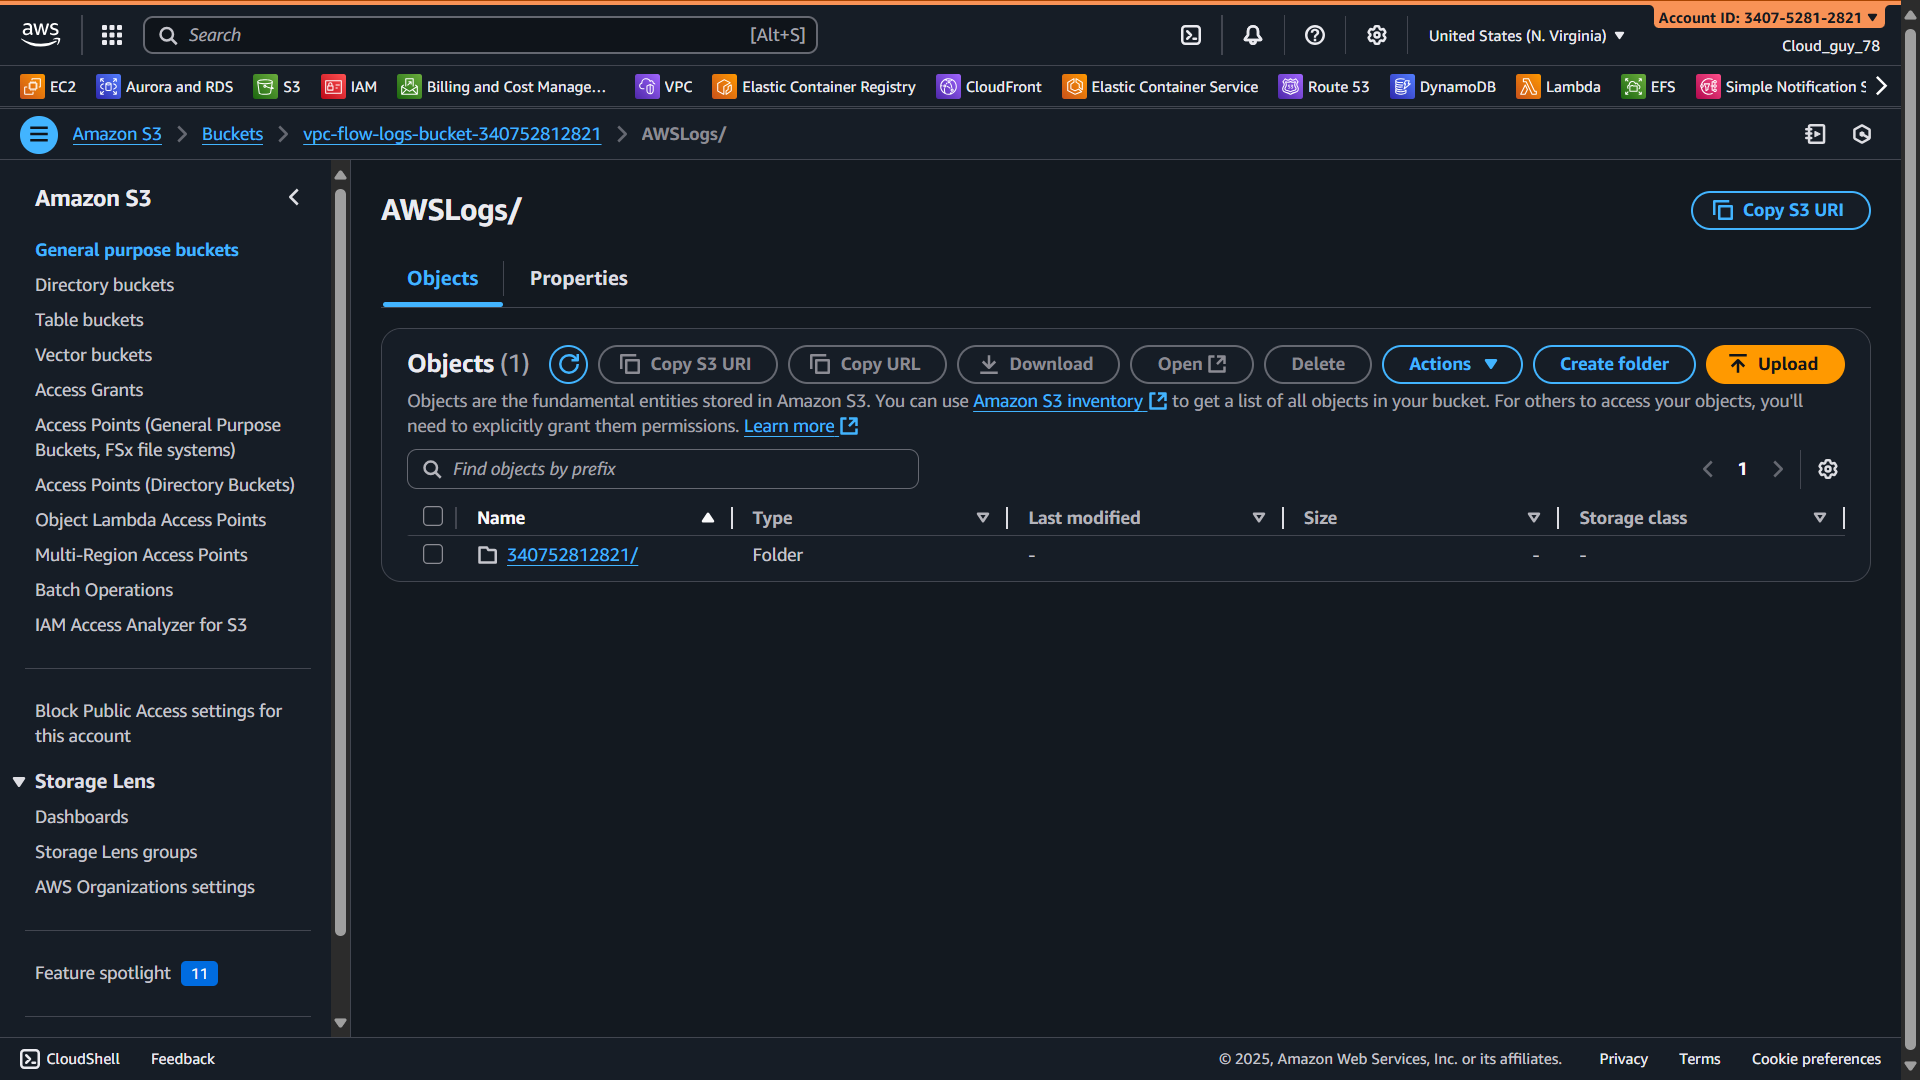 aws
Search [Alt+S]
United States (N. Virginia)
Account ID: 3407-5281-2821
Cloud_guy_78
EC2 Aurora and RDS S3 IAM Billing and Cost Manage... VPC Elastic Container Registry CloudFront Elastic Container Service Route 53 DynamoDB Lambda EFS Simple Notification S
Amazon S3 Buckets vpc-flow-logs-bucket-340752812821 AWSLogs/
Amazon S3
General purpose buckets
Directory buckets
Table buckets
Vector buckets
Access Grants
Access Points (General Purpose
Buckets, FSx file systems)
Access Points (Directory Buckets)
Object Lambda Access Points
Multi-Region Access Points
Batch Operations
IAM Access Analyzer for S3
Block Public Access settings for
this account
Storage Lens
Dashboards
Storage Lens groups
AWS Organizations settings
Feature spotlight 11
AWSLogs/
Copy S3 URI
Objects Properties
Objects (1) Copy S3 URI Copy URL Download Open Delete Actions Create folder Upload
Objects are the fundamental entities stored in Amazon S3. You can use Amazon S3 inventory to get a list of all objects in your bucket. For others to access your objects, you'll
need to explicitly grant them permissions. Learn more
Find objects by prefix
1
Name Type Last modified Size Storage class
340752812821/ Folder - - -
CloudShell Feedback © 2025, Amazon Web Services, Inc. or its affiliates. Privacy Terms Cookie preferences